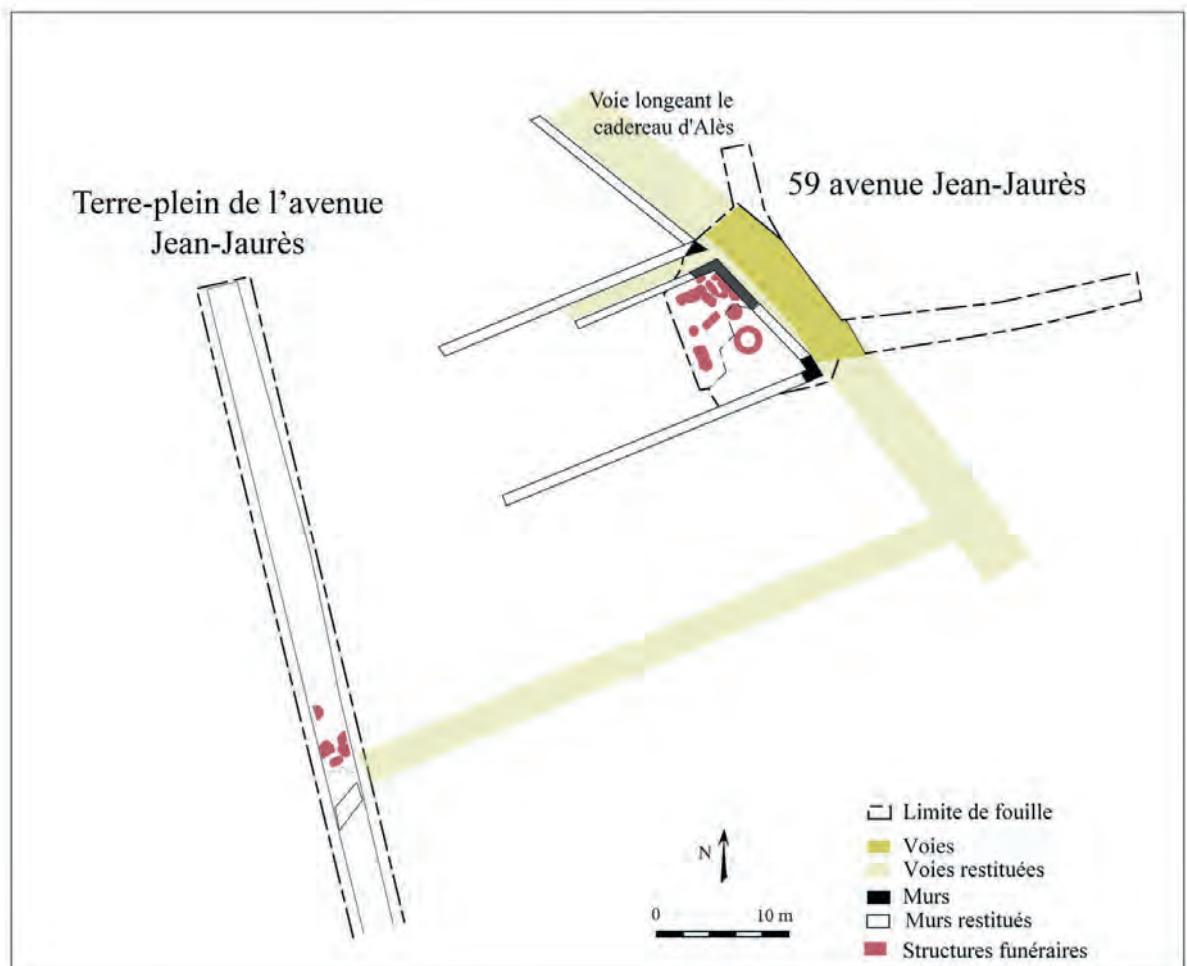 Voie longeant le
cadereau d'Alès
59 avenue Jean-Jaurès
Terre-plein de l’avenue
Jean-Jaurès
N
0 10 m
Limite de fouille
Voies
Voies restituées
Murs
Murs restitués
Structures funéraires